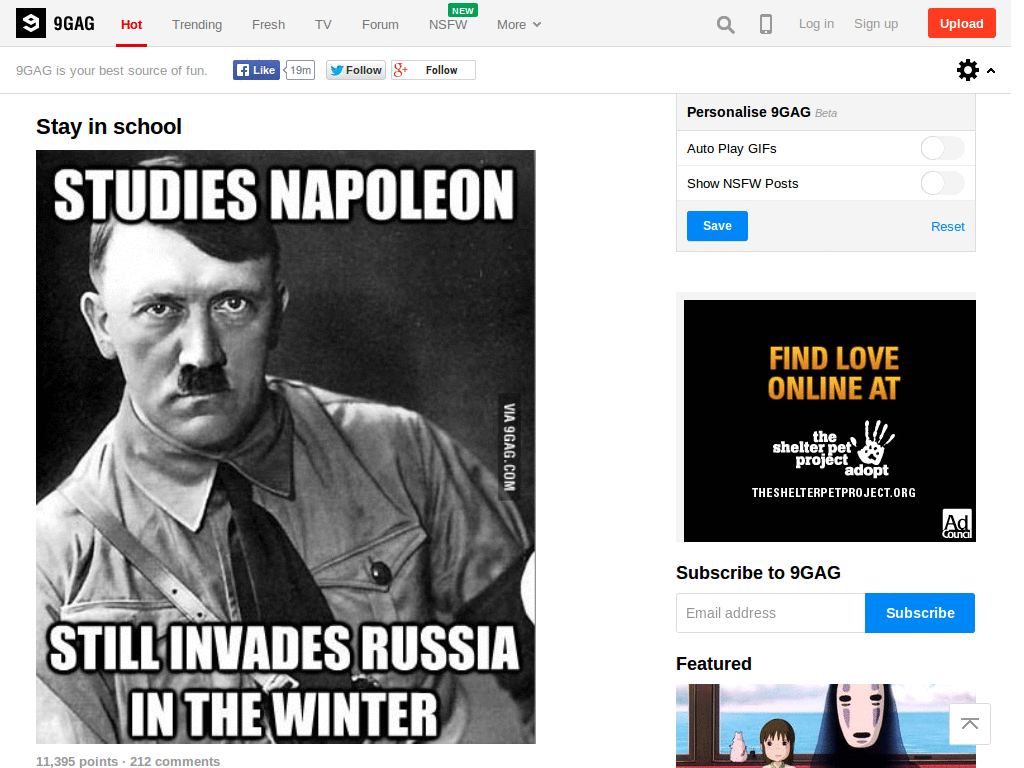 9GAG
Hot
Trending
Fresh
TV
Forum
NSFW
NEW
More
Log in
Sign up
Upload
9GAG is your best source of fun.
Like
19m
Follow
g+
Follow
Stay in school
STUDIES NAPOLEON
VIA 9GAG.COM
STILL INVADES RUSSIA
IN THE WINTER
11,395 points · 212 comments
Personalise 9GAG Beta
Auto Play GIFs
Show NSFW Posts
Save
Reset
FIND LOVE
ONLINE AT
the
shelter pet
project
adopt
THESHELTERPETPROJECT.ORG
Ad
Council
Subscribe to 9GAG
Email address
Subscribe
Featured